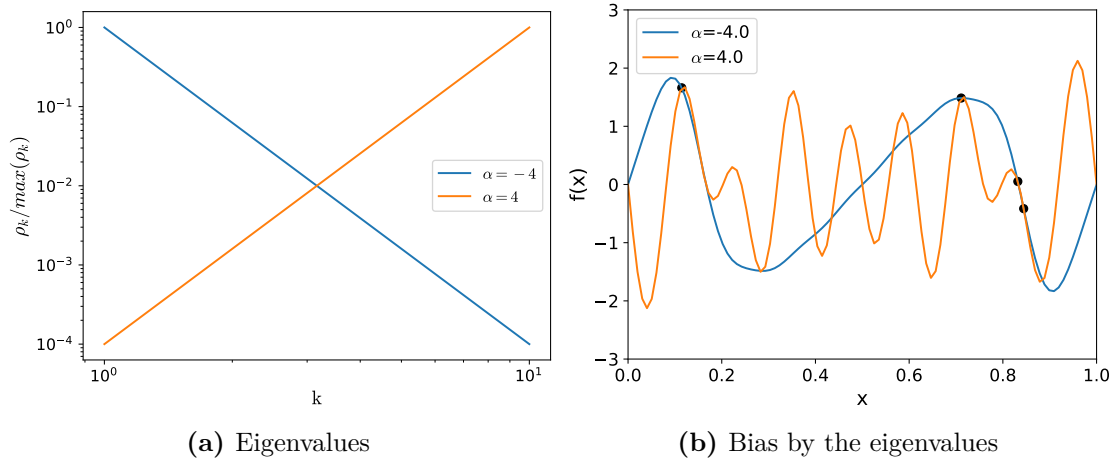 10⁰
10⁻¹
10⁻²
10⁻³
10⁻⁴
ρₖ/max(ρₖ)
α = −4
α = 4
10⁰
10¹
k
(a) Eigenvalues
3
2
1
0
−1
−2
−3
f(x)
α=-4.0
α=4.0
0.0
0.2
0.4
0.6
0.8
1.0
x
(b) Bias by the eigenvalues